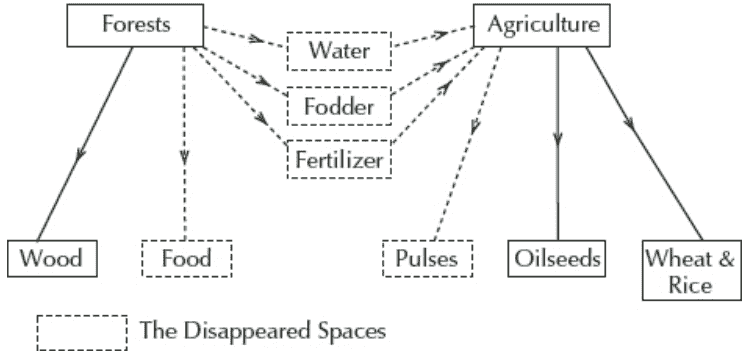 Forests
Agriculture
Water
Fodder
Fertilizer
Wood
Food
Pulses
Oilseeds
Wheat &
Rice
The Disappeared Spaces